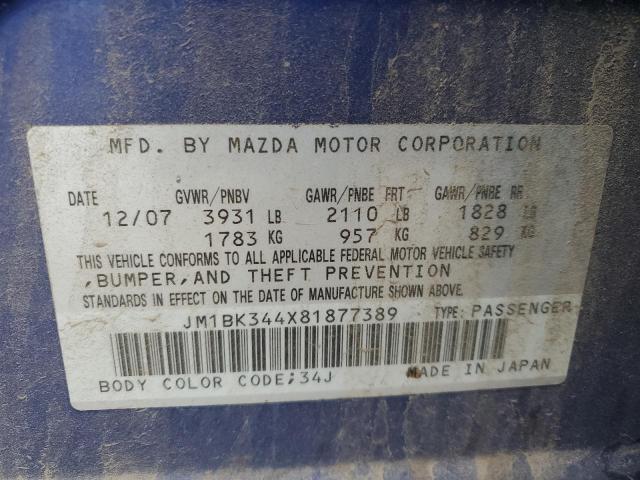 MFD. BY MAZDA MOTOR CORPORATION
DATE GVWR/PNBV GAWR/PNBE FRT GAWR/PNBE RR
12/07 3931 LB 2110 LB 1828 LB
1783 KG 957 KG 829 KG
THIS VEHICLE CONFORMS TO ALL APPLICABLE FEDERAL MOTOR VEHICLE SAFETY
,BUMPER,AND THEFT PREVENTION
STANDARDS IN EFFECT ON THE DATE OF MANUFACTURE SHOWN ABOVE.
JM1BK344X81877389 TYPE: PASSENGER
BODY COLOR CODE;34J MADE IN JAPAN